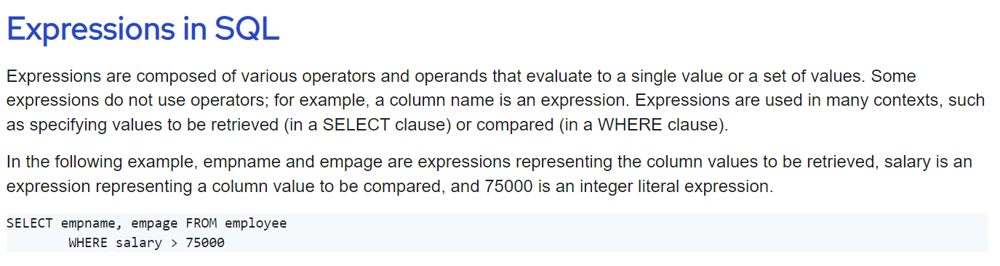 Expressions in SQL
Expressions are composed of various operators and operands that evaluate to a single value or a set of values. Some
expressions do not use operators; for example, a column name is an expression. Expressions are used in many contexts, such
as specifying values to be retrieved (in a SELECT clause) or compared (in a WHERE clause).
In the following example, empname and empage are expressions representing the column values to be retrieved, salary is an
expression representing a column value to be compared, and 75000 is an integer literal expression.
SELECT empname, empage FROM employee
        WHERE salary > 75000